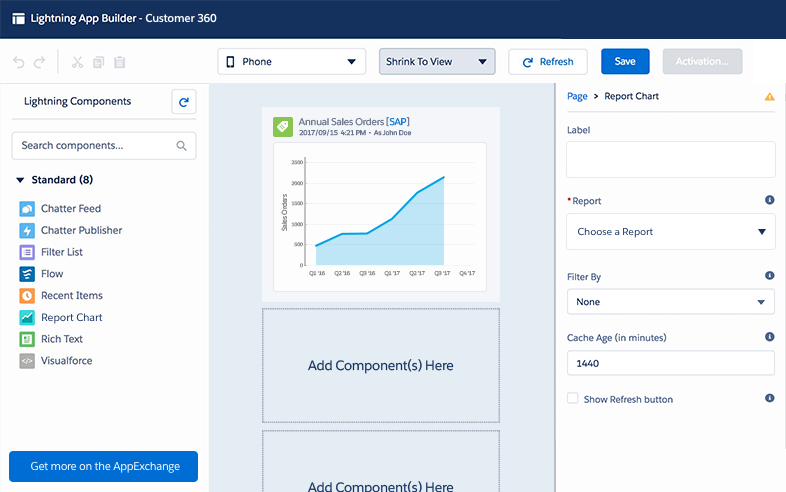 Lightning App Builder - Customer 360
Phone
Shrink To View
Refresh
Save
Activation...
Lightning Components
Search components...
Standard (8)
Chatter Feed
Chatter Publisher
Filter List
Flow
Recent Items
Report Chart
Rich Text
Visualforce
Get more on the AppExchange
Annual Sales Orders [SAP]
2017/09/15 4:21 PM • As John Doe
Sales Orders
2500
2000
1500
1000
500
0
Q1 '16 Q2 '16 Q3 '16 Q1 '17 Q2 '17 Q3 '17 Q4 '17
Add Component(s) Here
Add Component(s) Here
Page > Report Chart
Label
*Report
Choose a Report
Filter By
None
Cache Age (in minutes)
1440
Show Refresh button